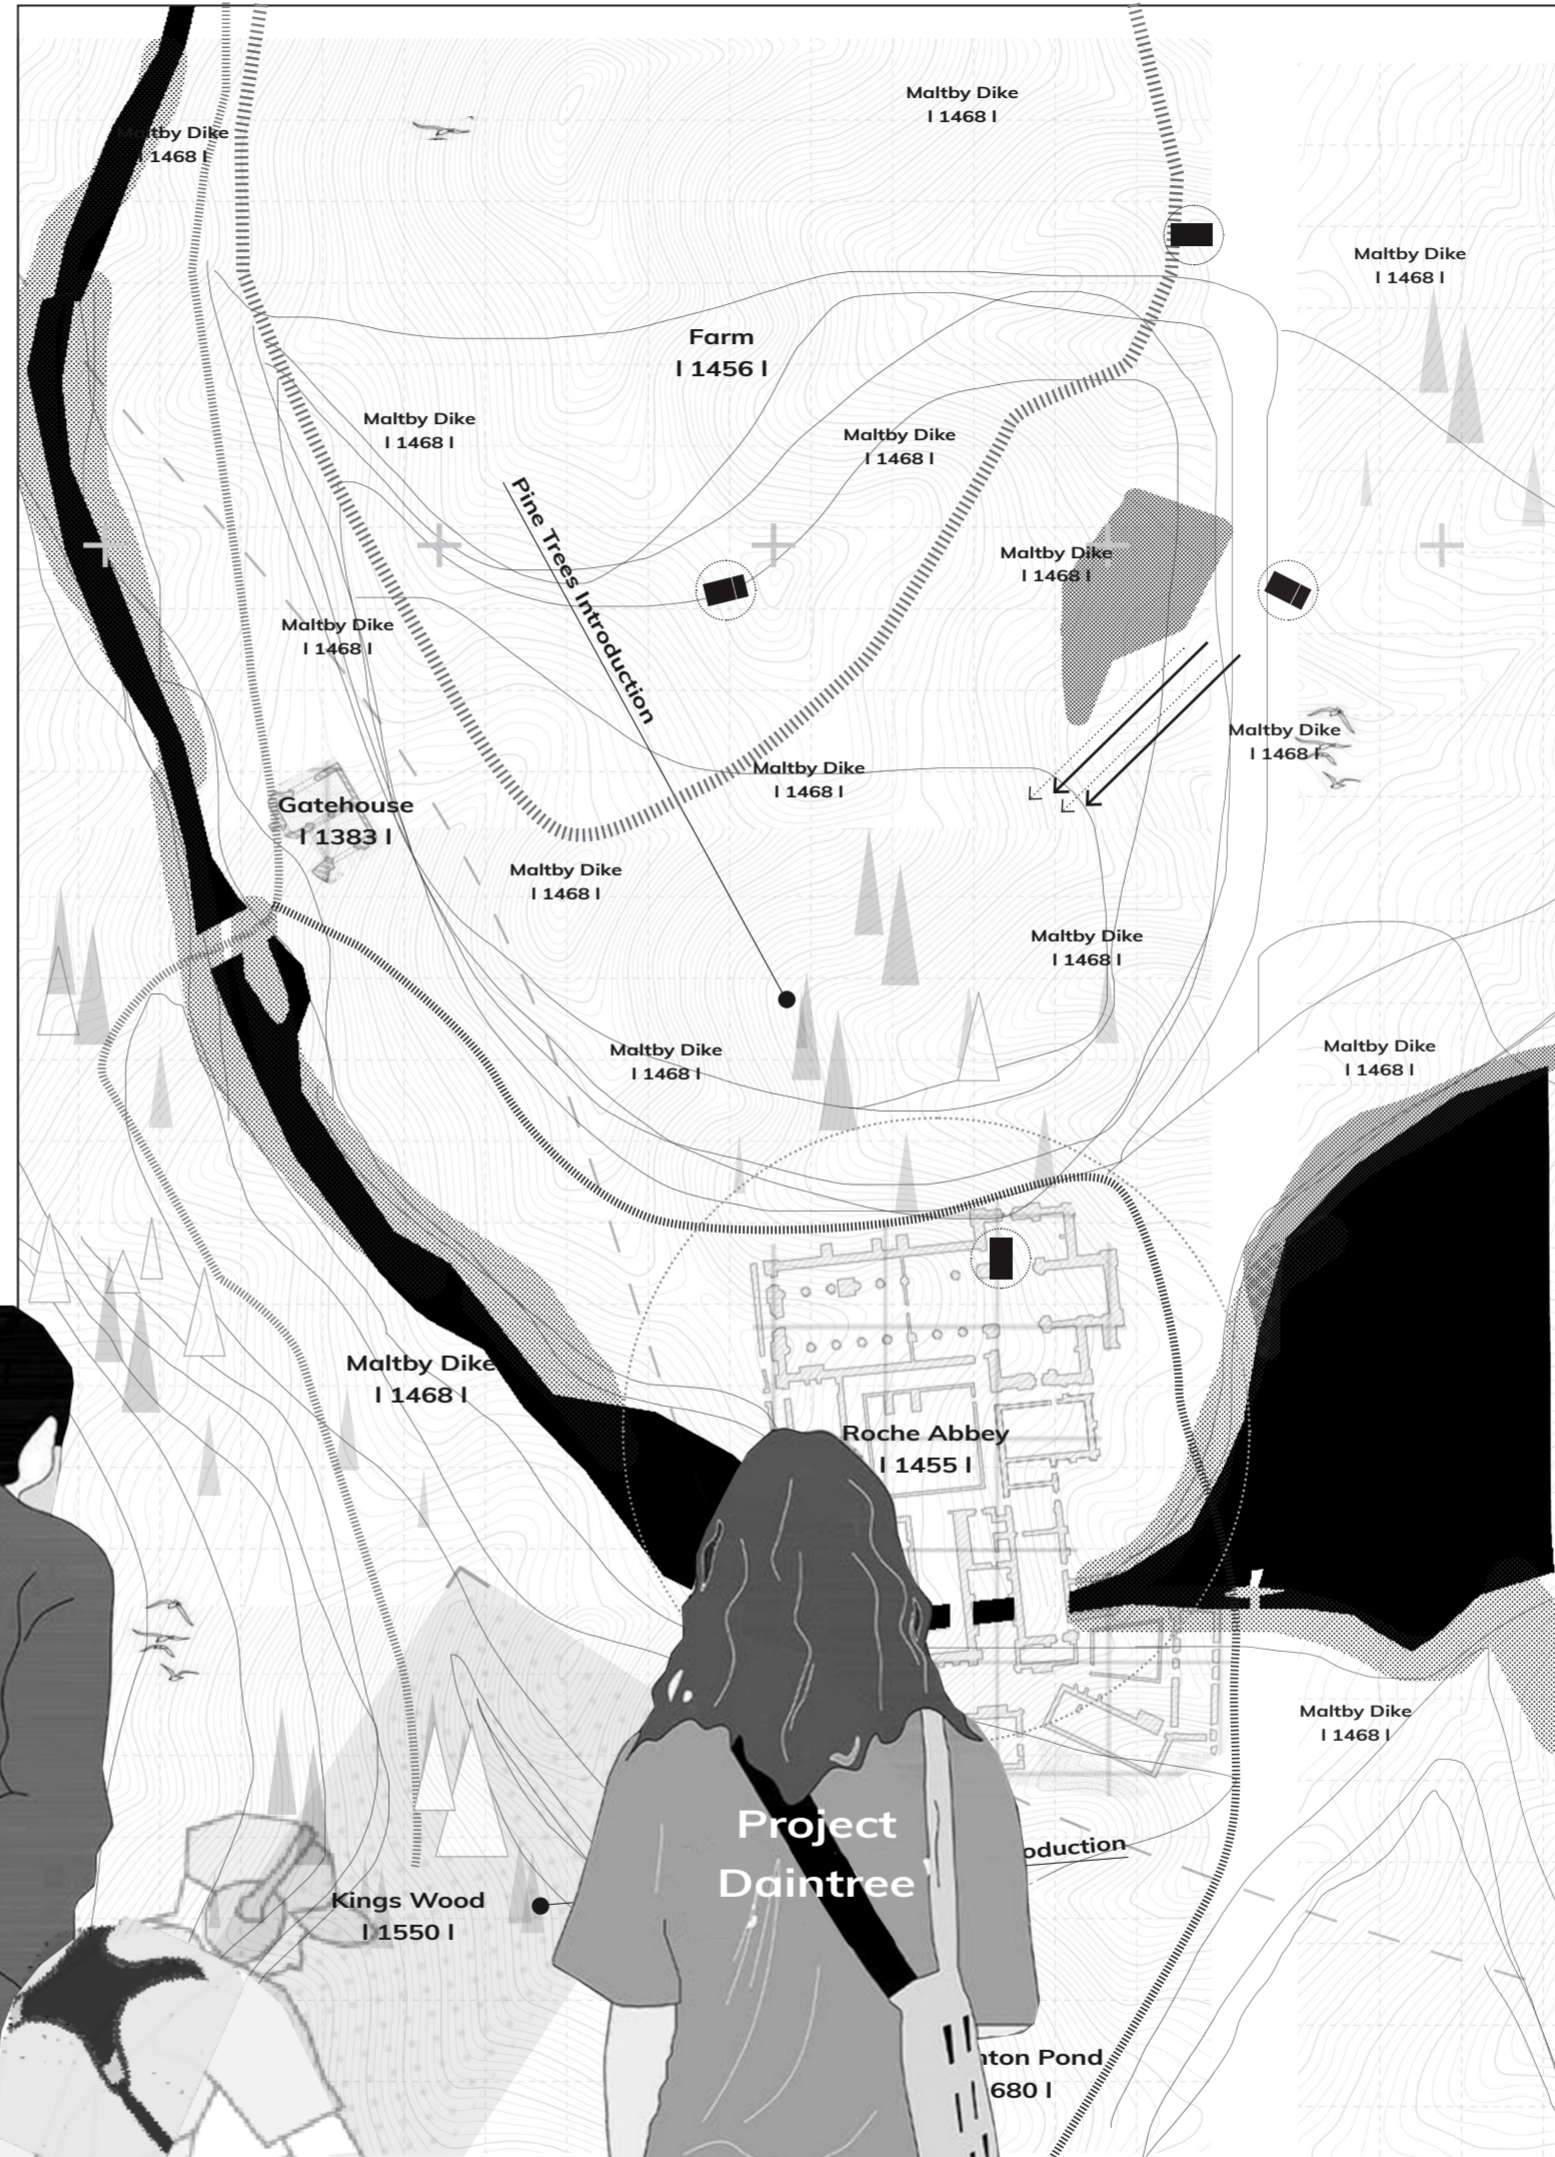 Maltby Dike
l 1468 l
Maltby Dike
l 1468 l
Maltby Dike
l 1468 l
Farm
l 1456 l
Maltby Dike
l 1468 l
Maltby Dike
l 1468 l
Pine Trees Introduction
Maltby Dike
l 1468 l
Maltby Dike
l 1468 l
Maltby Dike
l 1468 l
Maltby Dike
l 1468 l
Gatehouse
l 1383 l
Maltby Dike
l 1468 l
Maltby Dike
l 1468 l
Maltby Dike
l 1468 l
Maltby Dike
l 1468 l
Maltby Dike
l 1468 l
Roche Abbey
l 1455 l
Maltby Dike
l 1468 l
Project
Daintree
oduction
Kings Wood
l 1550 l
nton Pond
680 l